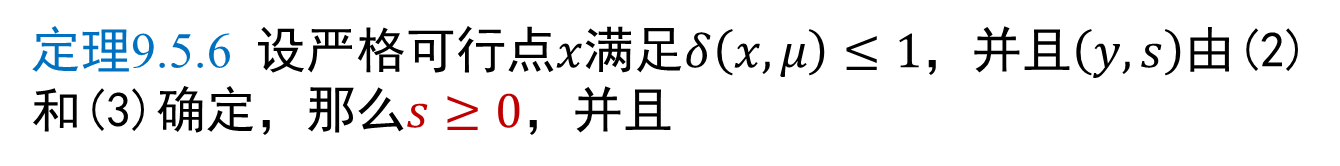 定理9.5.6 设严格可行点𝑥满足𝛿(𝑥, 𝜇) ≤ 1，并且(𝑦, 𝑠)由(2)
和(3)确定，那么𝑠 ≥ 0，并且